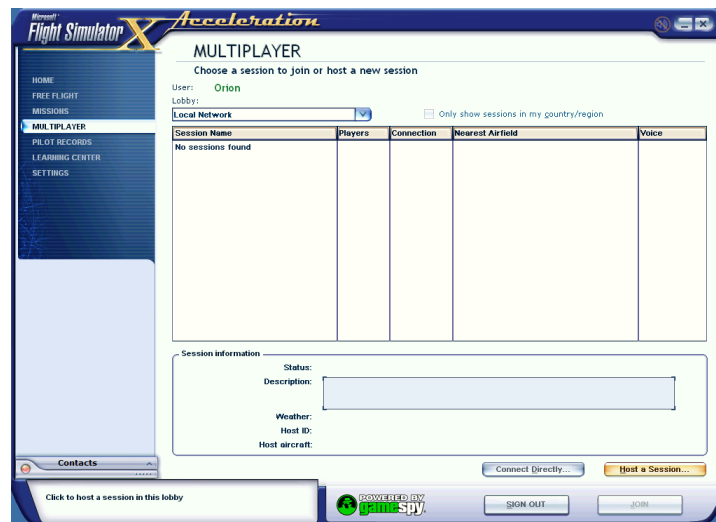 Microsoft
Flight Simulator X
Acceleration
MULTIPLAYER
Choose a session to join or host a new session
User: Orion
Lobby:
Local Network
Only show sessions in my country/region
HOME
FREE FLIGHT
MISSIONS
MULTIPLAYER
PILOT RECORDS
LEARNING CENTER
SETTINGS
Session Name Players Connection Nearest Airfield Voice
No sessions found
Session information
Status:
Description:
Weather:
Host ID:
Host aircraft:
Contacts
Connect Directly... Host a Session...
Click to host a session in this lobby
POWERED BY
gamespy.
SIGN OUT JOIN